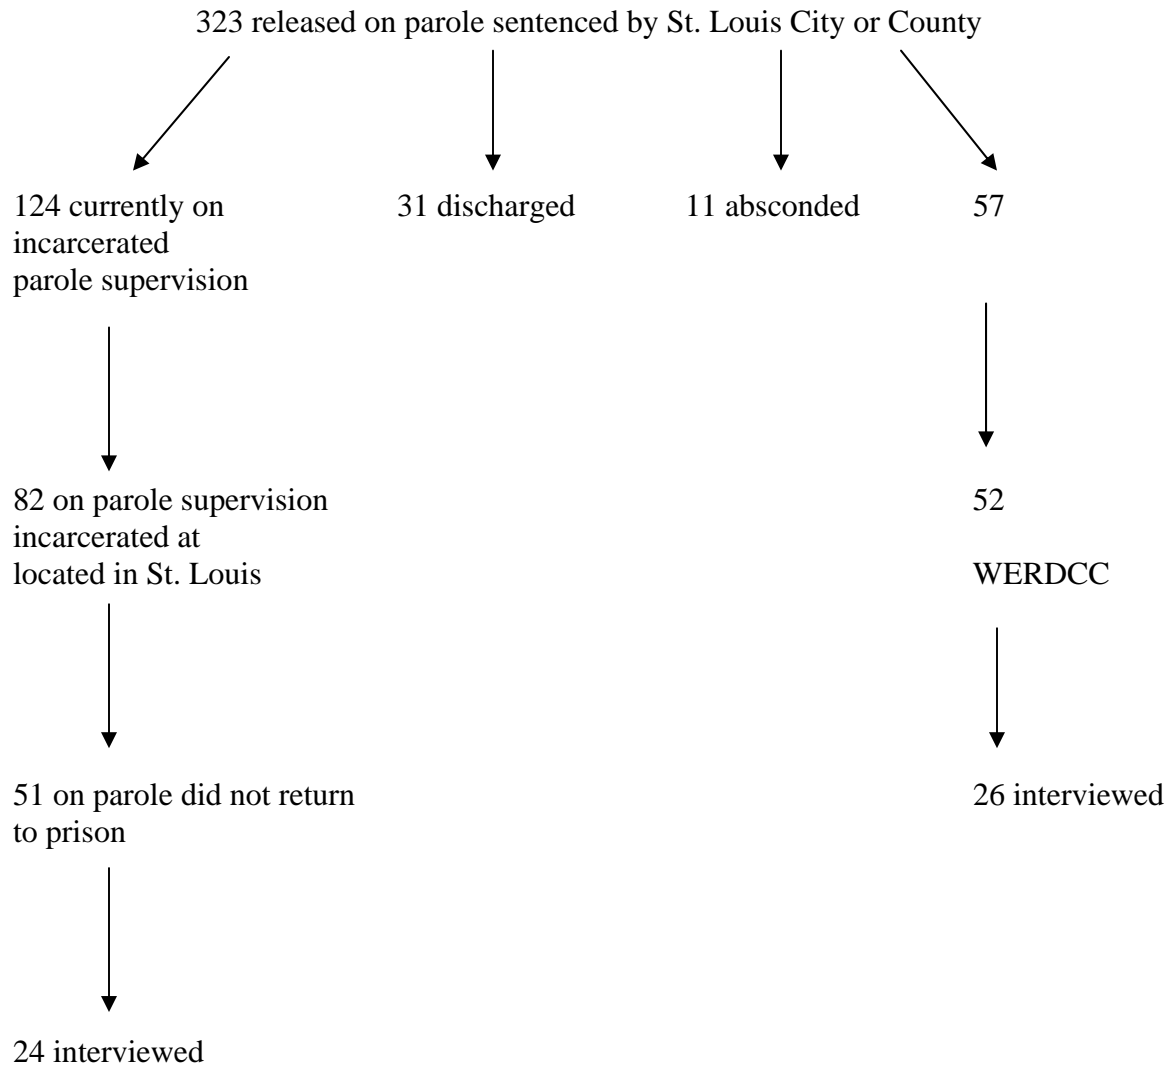 323 released on parole sentenced by St. Louis City or County
124 currently on
incarcerated
parole supervision
31 discharged
11 absconded
57
82 on parole supervision
incarcerated at
located in St. Louis
52
WERDCC
51 on parole did not return
to prison
26 interviewed
24 interviewed